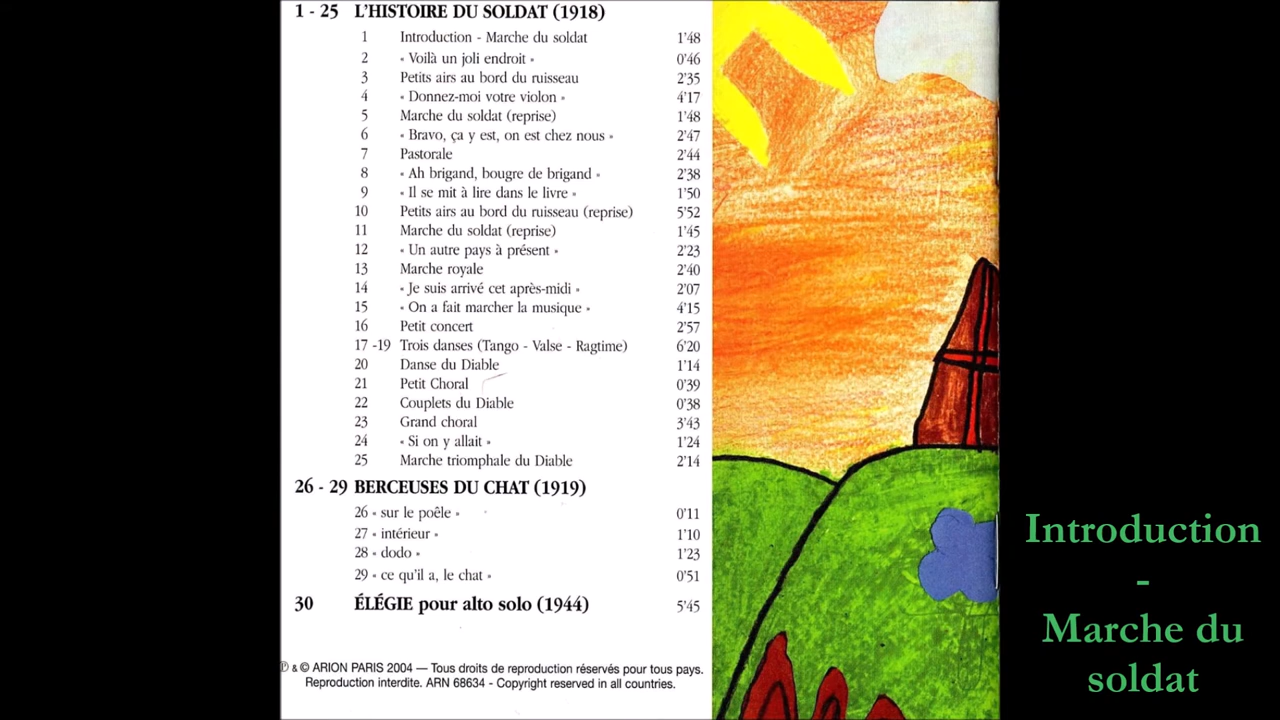 1 - 25 L'HISTOIRE DU SOLDAT (1918)
1 Introduction - Marche du soldat 1'48
2 « Voilà un joli endroit » 0'46
3 Petits airs au bord du ruisseau 2'35
4 « Donnez-moi votre violon » 4'17
5 Marche du soldat (reprise) 1'48
6 « Bravo, ça y est, on est chez nous » 2'47
7 Pastorale 2'44
8 « Ah brigand, bougre de brigand » 2'38
9 « Il se mit à lire dans le livre » 1'50
10 Petits airs au bord du ruisseau (reprise) 5'52
11 Marche du soldat (reprise) 1'45
12 « Un autre pays à présent » 2'23
13 Marche royale 2'40
14 « Je suis arrivé cet après-midi » 2'07
15 « On a fait marcher la musique » 4'15
16 Petit concert 2'57
17 -19 Trois danses (Tango - Valse - Ragtime) 6'20
20 Danse du Diable 1'14
21 Petit Choral 0'39
22 Couplets du Diable 0'38
23 Grand choral 3'43
24 « Si on y allait » 1'24
25 Marche triomphale du Diable 2'14
26 - 29 BERCEUSES DU CHAT (1919)
26 « sur le poêle » 0'11
27 « intérieur » 1'10
28 « dodo » 1'23
29 « ce qu'il a, le chat » 0'51
30 ÉLÉGIE pour alto solo (1944) 5'45
℗ & © ARION PARIS 2004 — Tous droits de reproduction réservés pour tous pays.
Reproduction interdite. ARN 68634 - Copyright reserved in all countries.
Introduction
-
Marche du
soldat